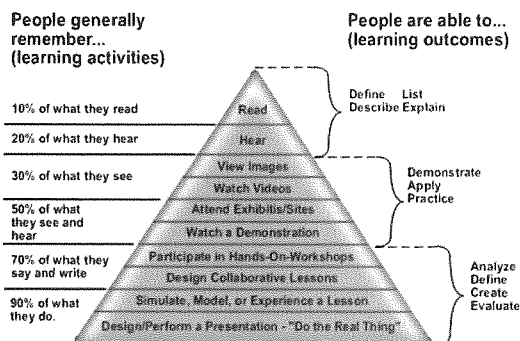 People generally
remember...
(learning activities)
People are able to...
(learning outcomes)
10% of what they read
20% of what they hear
30% of what they see
50% of what
they see and
hear
70% of what they
say and write
90% of what
they do.
Read
Hear
View Images
Watch Videos
Attend Exhibitis/Sites
Watch a Demonstration
Participate in Hands-On-Workshops
Design Collaborative Lessons
Simulate, Model, or Experience a Lesson
Design/Perform a Presentation - "Do the Real Thing"
Define List
Describe Explain
Demonstrate
Apply
Practice
Analyze
Define
Create
Evaluate